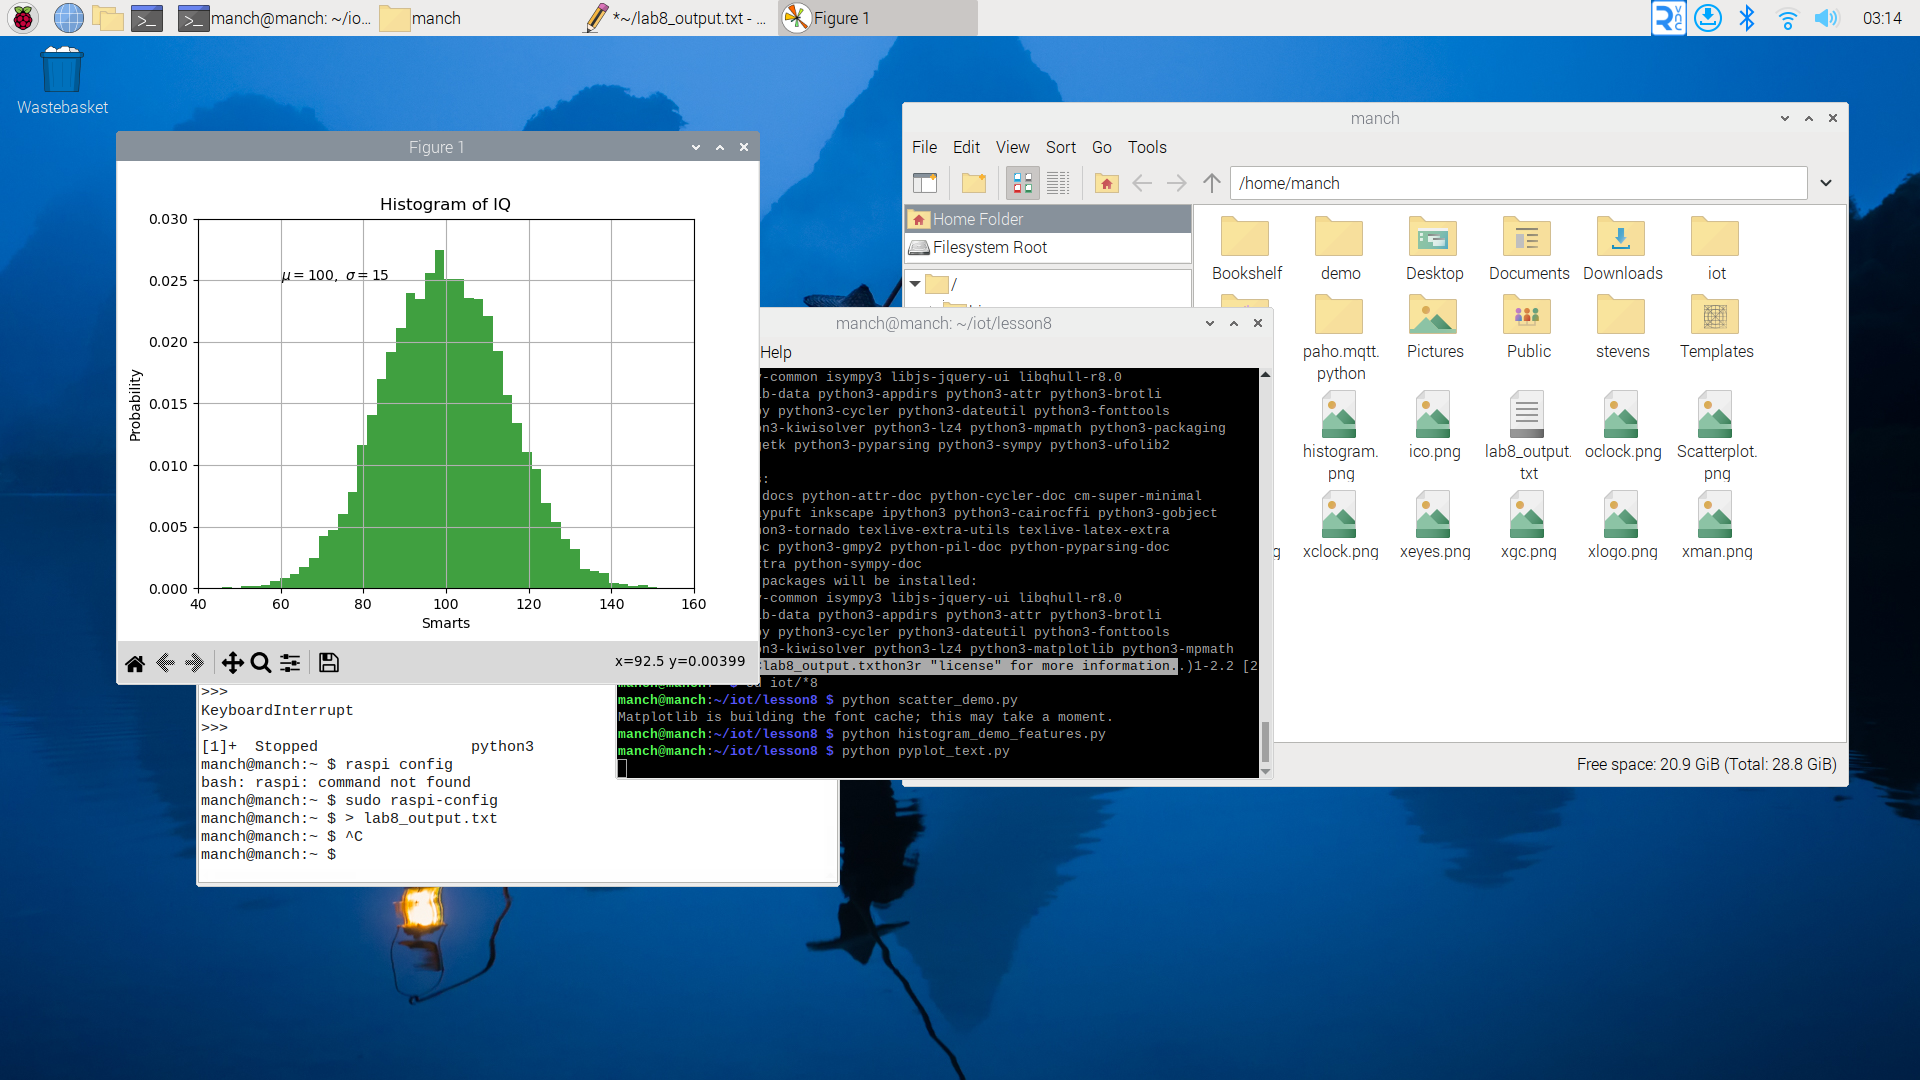 manch@manch: ~/io...
manch
*~/lab8_output.txt - ...
Figure 1
03:14
Wastebasket
Figure 1
Histogram of IQ
0.030
0.025
0.020
0.015
0.010
0.005
0.000
μ = 100, σ = 15
Probability
40 60 80 100 120 140 160
Smarts
x=92.5 y=0.00399
manch
File Edit View Sort Go Tools
/home/manch
Home Folder
Filesystem Root
/
Bookshelf demo Desktop Documents Downloads iot
paho.mqtt.
python
Pictures Public stevens Templates
histogram.
png
ico.png
lab8_output.
txt
oclock.png
Scatterplot.
png
g xclock.png xeyes.png xgc.png xlogo.png xman.png
Free space: 20.9 GiB (Total: 28.8 GiB)
manch@manch: ~/iot/lesson8
Help
y-common isympy3 libjs-jquery-ui libqhull-r8.0
ib-data python3-appdirs python3-attr python3-brotli
py python3-cycler python3-dateutil python3-fonttools
on3-kiwisolver python3-lz4 python3-mpmath python3-packaging
getk python3-pyparsing python3-sympy python3-ufolib2
s:
docs python-attr-doc python-cycler-doc cm-super-minimal
aypuft inkscape ipython3 python3-cairocffi python3-gobject
hon3-tornado texlive-extra-utils texlive-latex-extra
oc python3-gmpy2 python-pil-doc python-pyparsing-doc
xtra python-sympy-doc
packages will be installed:
y-common isympy3 libjs-jquery-ui libqhull-r8.0
ib-data python3-appdirs python3-attr python3-brotli
py python3-cycler python3-dateutil python3-fonttools
on3-kiwisolver python3-lz4 python3-matplotlib python3-mpmath
lab8_output.txthon3r "license" for more information..)1-2.2 [2
iot/*8
manch@manch:~/iot/lesson8 $ python scatter_demo.py
Matplotlib is building the font cache; this may take a moment.
manch@manch:~/iot/lesson8 $ python histogram_demo_features.py
manch@manch:~/iot/lesson8 $ python pyplot_text.py
>>>
KeyboardInterrupt
>>>
[1]+  Stopped                 python3
manch@manch:~ $ raspi config
bash: raspi: command not found
manch@manch:~ $ sudo raspi-config
manch@manch:~ $ > lab8_output.txt
manch@manch:~ $ ^C
manch@manch:~ $